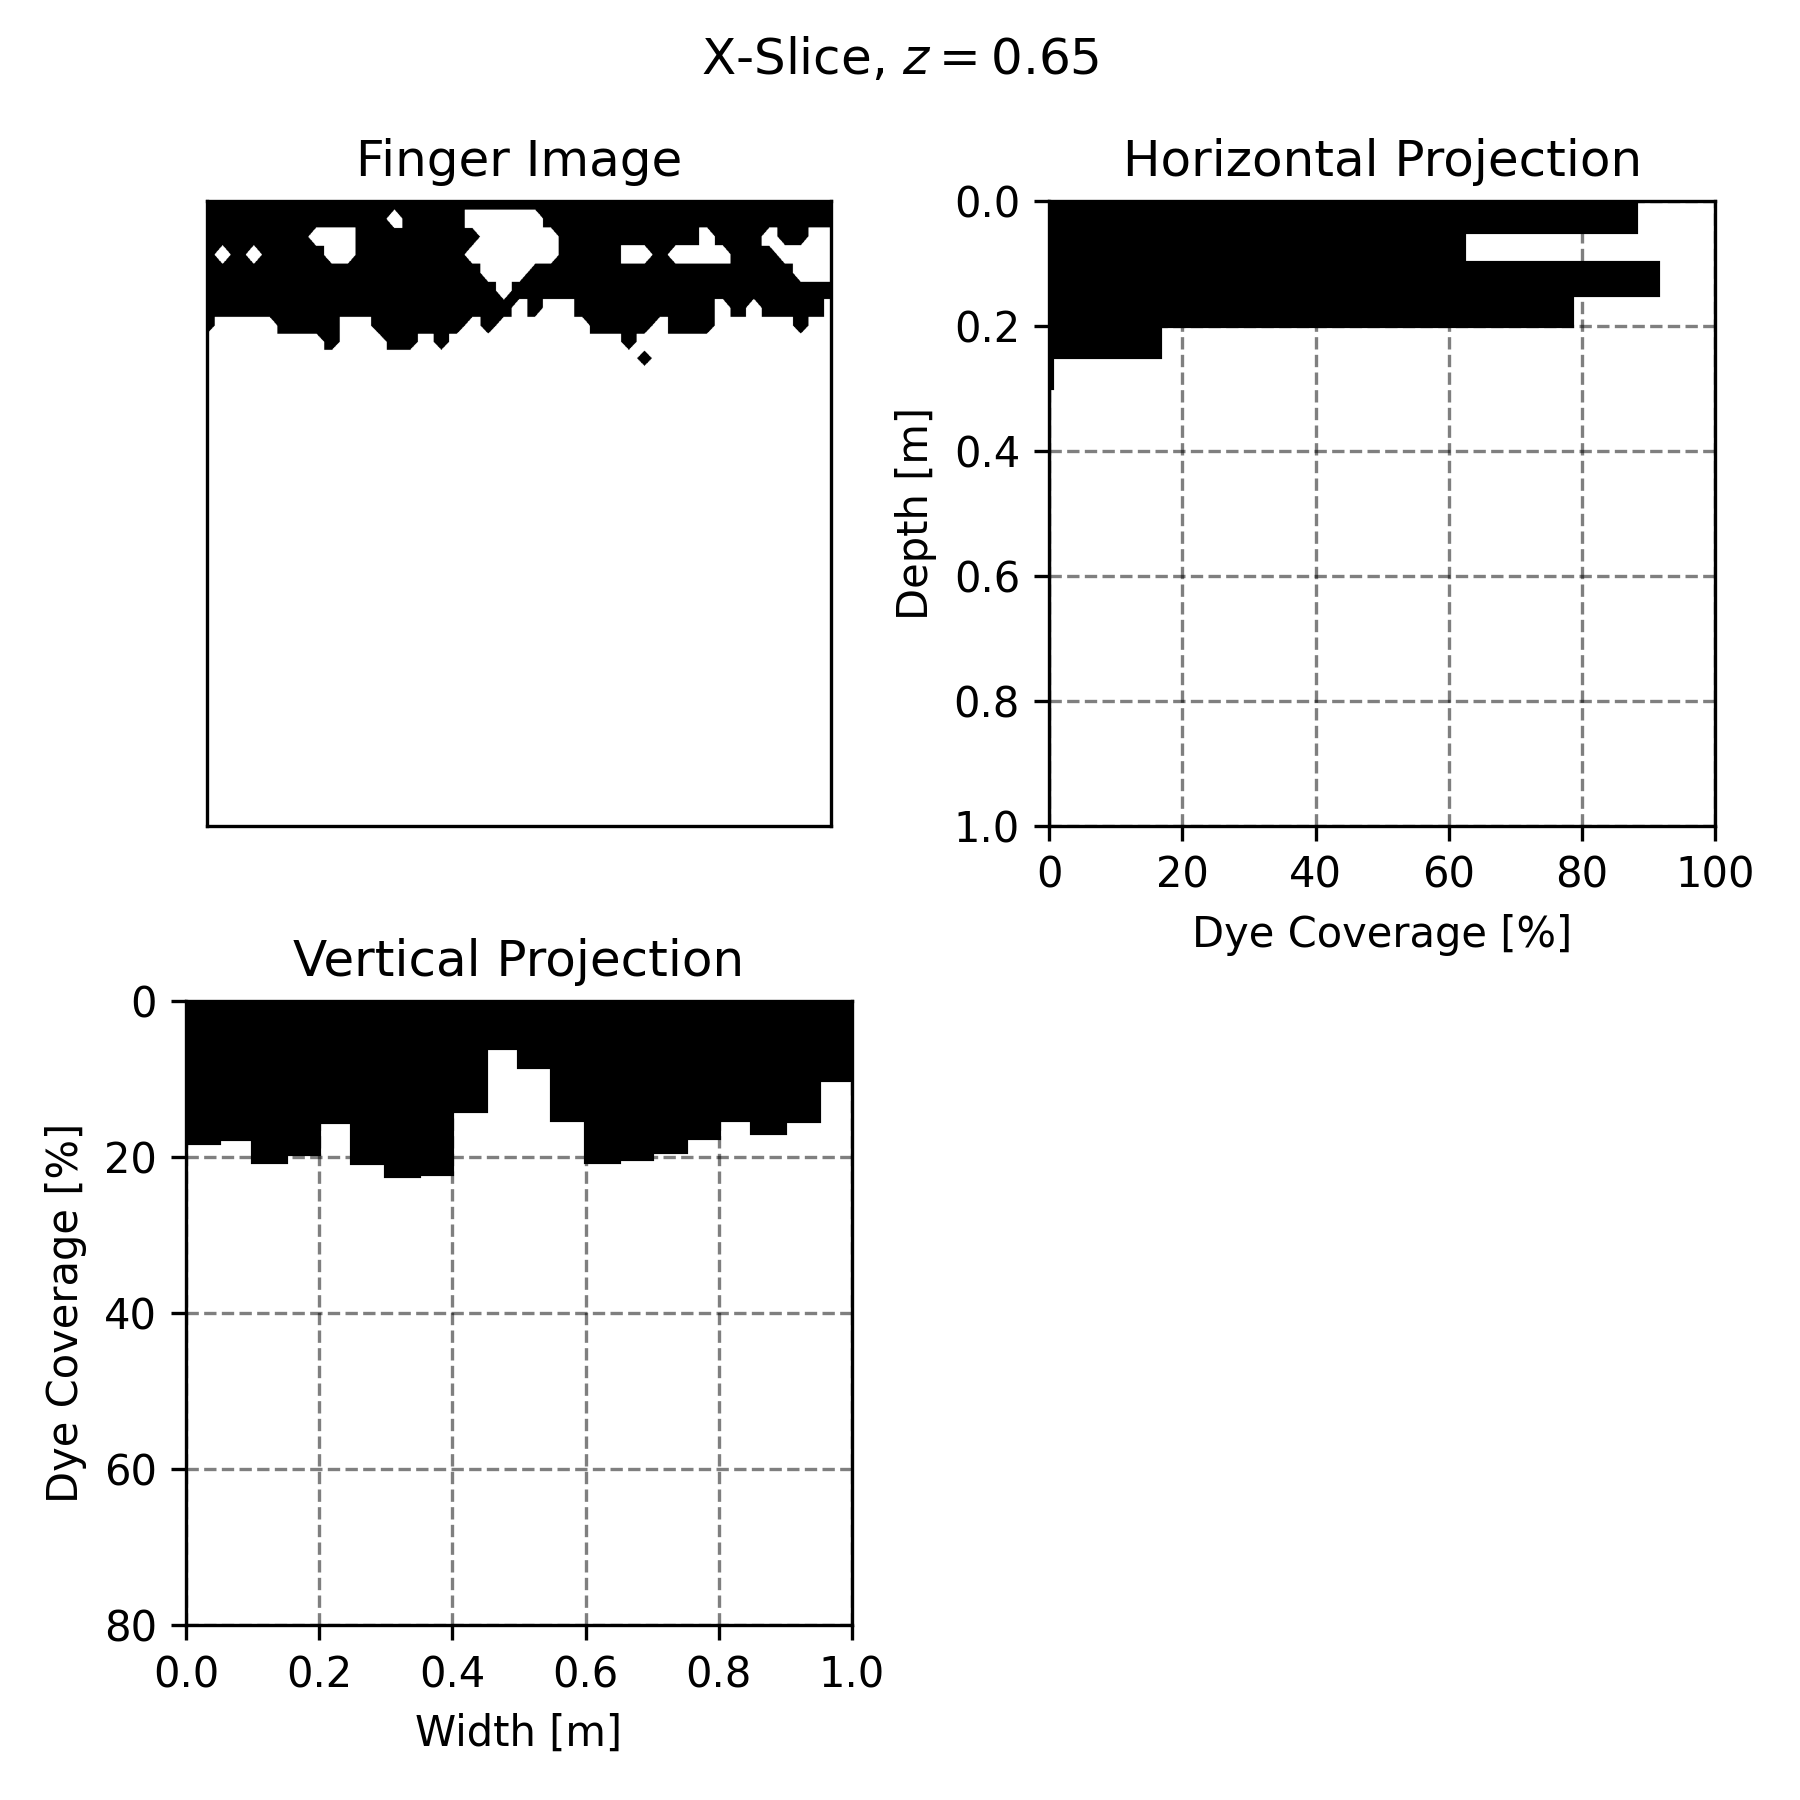 X-Slice, z = 0.65
Finger Image
Horizontal Projection
0.0
0.2
0.4
0.6
0.8
1.0
Depth [m]
0 20 40 60 80 100
Dye Coverage [%]
Vertical Projection
0
20
40
60
80
Dye Coverage [%]
0.0 0.2 0.4 0.6 0.8 1.0
Width [m]